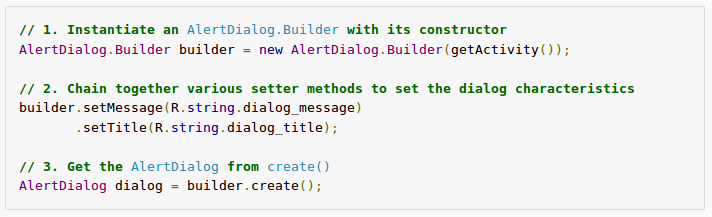 // 1. Instantiate an AlertDialog.Builder with its constructor
AlertDialog.Builder builder = new AlertDialog.Builder(getActivity());
// 2. Chain together various setter methods to set the dialog characteristics
builder.setMessage(R.string.dialog_message)
.setTitle(R.string.dialog_title);
// 3. Get the AlertDialog from create()
AlertDialog dialog = builder.create();